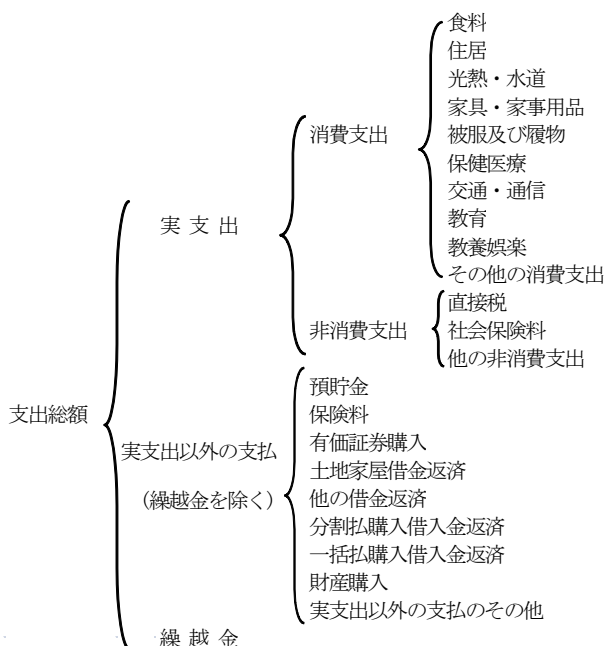 食料
住居
光熱・水道
家具・家事用品
消費支出
被服及び履物
保健医療
交通・通信
実 支 出
教育
教養娯楽
その他の消費支出
直接税
非消費支出
社会保険料
他の非消費支出
預貯金
支出総額
保険料
実支出以外の支払
有価証券購入
土地家屋借金返済
(繰越金を除く)
他の借金返済
分割払購入借入金返済
一括払購入借入金返済
財産購入
実支出以外の支払のその他
繰 越 金